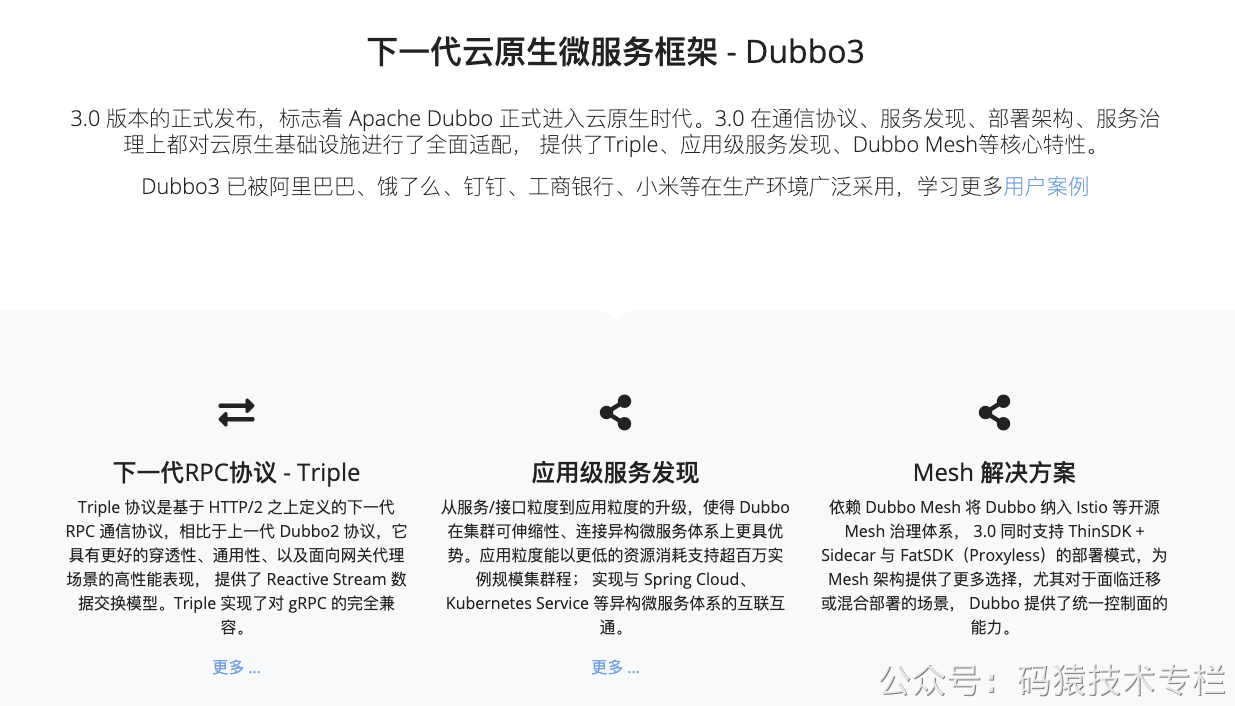 下一代云原生微服务框架 - Dubbo3
3.0 版本的正式发布，标志着 Apache Dubbo 正式进入云原生时代。3.0 在通信协议、服务发现、部署架构、服务治
理上都对云原生基础设施进行了全面适配， 提供了Triple、应用级服务发现、Dubbo Mesh等核心特性。
Dubbo3 已被阿里巴巴、饿了么、钉钉、工商银行、小米等在生产环境广泛采用，学习更多用户案例
下一代RPC协议 - Triple
Triple 协议是基于 HTTP/2 之上定义的下一代
RPC 通信协议，相比于上一代 Dubbo2 协议，它
具有更好的穿透性、通用性、以及面向网关代理
场景的高性能表现， 提供了 Reactive Stream 数
据交换模型。Triple 实现了对 gRPC 的完全兼
容。
更多 ...
应用级服务发现
从服务/接口粒度到应用粒度的升级，使得 Dubbo
在集群可伸缩性、连接异构微服务体系上更具优
势。应用粒度能以更低的资源消耗支持超百万实
例规模集群程； 实现与 Spring Cloud、
Kubernetes Service 等异构微服务体系的互联互
通。
更多 ...
Mesh 解决方案
依赖 Dubbo Mesh 将 Dubbo 纳入 Istio 等开源
Mesh 治理体系， 3.0 同时支持 ThinSDK +
Sidecar 与 FatSDK（Proxyless）的部署模式，为
Mesh 架构提供了更多选择，尤其对于面临迁移
或混合部署的场景， Dubbo 提供了统一控制面的
能力。
公众号：码猿技术专栏